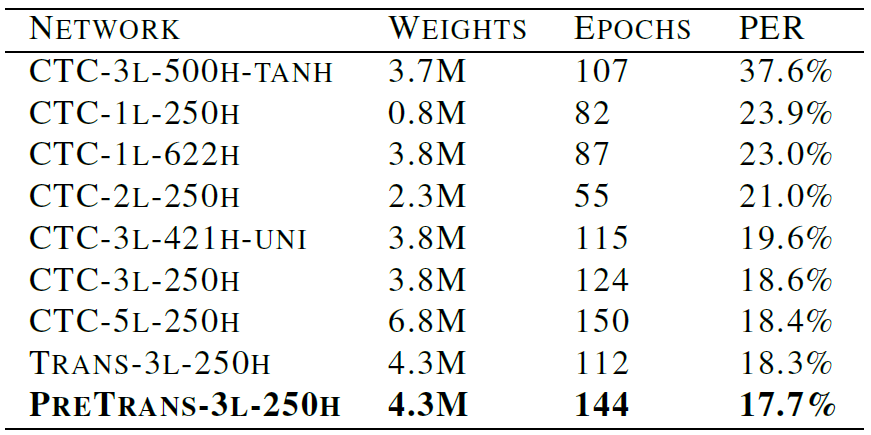 NETWORK WEIGHTS EPOCHS PER
CTC-3L-500H-TANH 3.7M 107 37.6%
CTC-1L-250H 0.8M 82 23.9%
CTC-1L-622H 3.8M 87 23.0%
CTC-2L-250H 2.3M 55 21.0%
CTC-3L-421H-UNI 3.8M 115 19.6%
CTC-3L-250H 3.8M 124 18.6%
CTC-5L-250H 6.8M 150 18.4%
TRANS-3L-250H 4.3M 112 18.3%
PRETRANS-3L-250H 4.3M 144 17.7%